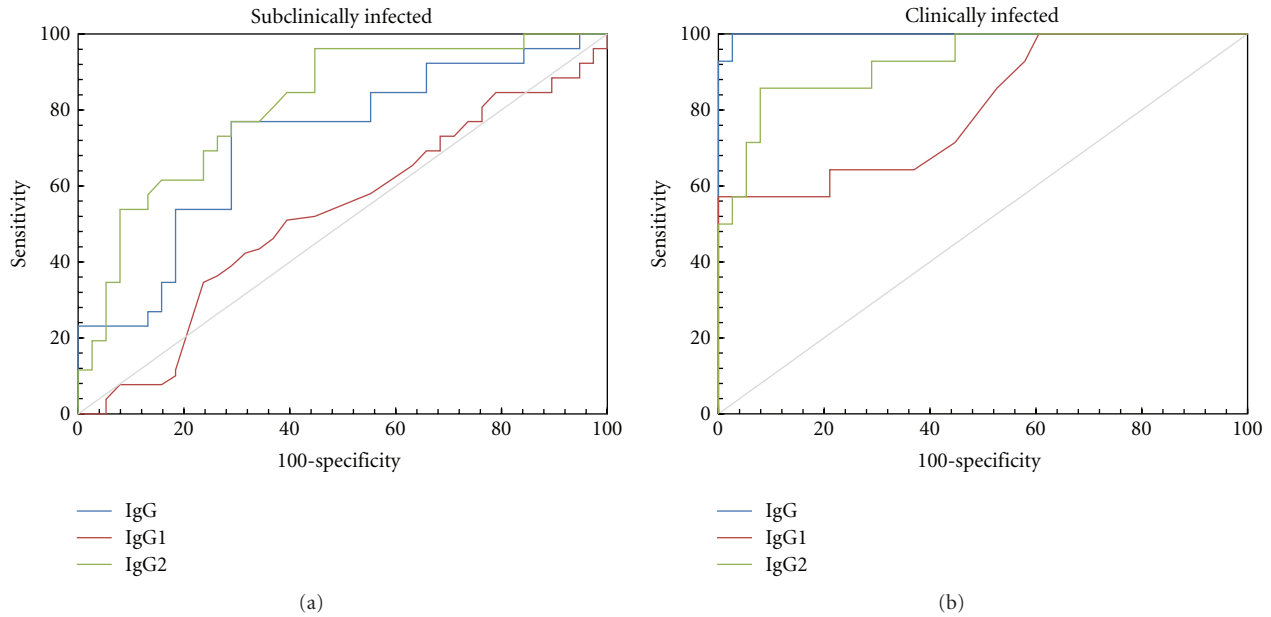 Subclinically infected
100
80
60
40
20
0
Sensitivity
0 20 40 60 80 100
100-specificity
IgG
IgG1
IgG2
(a)
Clinically infected
100
80
60
40
20
0
Sensitivity
0 20 40 60 80 100
100-specificity
IgG
IgG1
IgG2
(b)